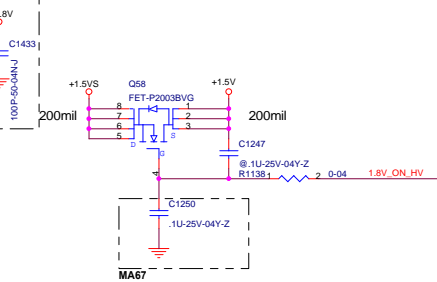 .8V
C1433
100P-50-04N-J
+1.5VS
Q58
+1.5V
FET-P2003BVG
200mil
8
7
6
5
D
S
1
2
3
200mil
G
4
C1247
@.1U-25V-04Y-Z
R1138
1
2
0-04
1.8V_ON_HV
C1250
.1U-25V-04Y-Z
MA67